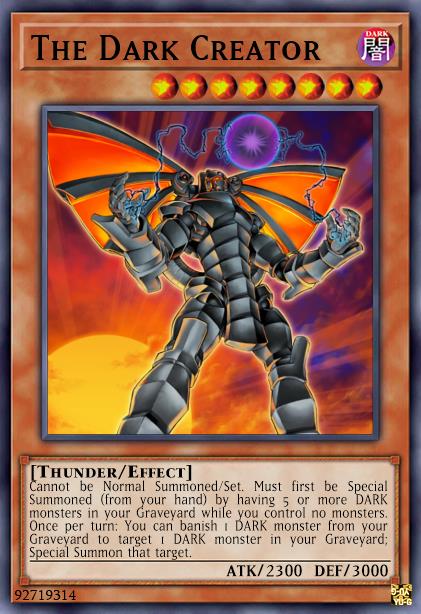 The Dark Creator
DARK
闇
[Thunder/Effect]
Cannot be Normal Summoned/Set. Must first be Special
Summoned (from your hand) by having 5 or more DARK
monsters in your Graveyard while you control no monsters.
Once per turn: You can banish 1 DARK monster from your
Graveyard to target 1 DARK monster in your Graveyard;
Special Summon that target.
ATK/2300 DEF/3000
92719314